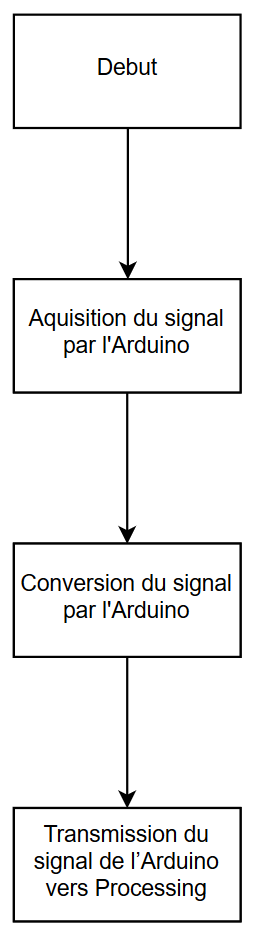 Debut
Aquisition du signal
par l'Arduino
Conversion du signal
par l'Arduino
Transmission du
signal de l’Arduino
vers Processing